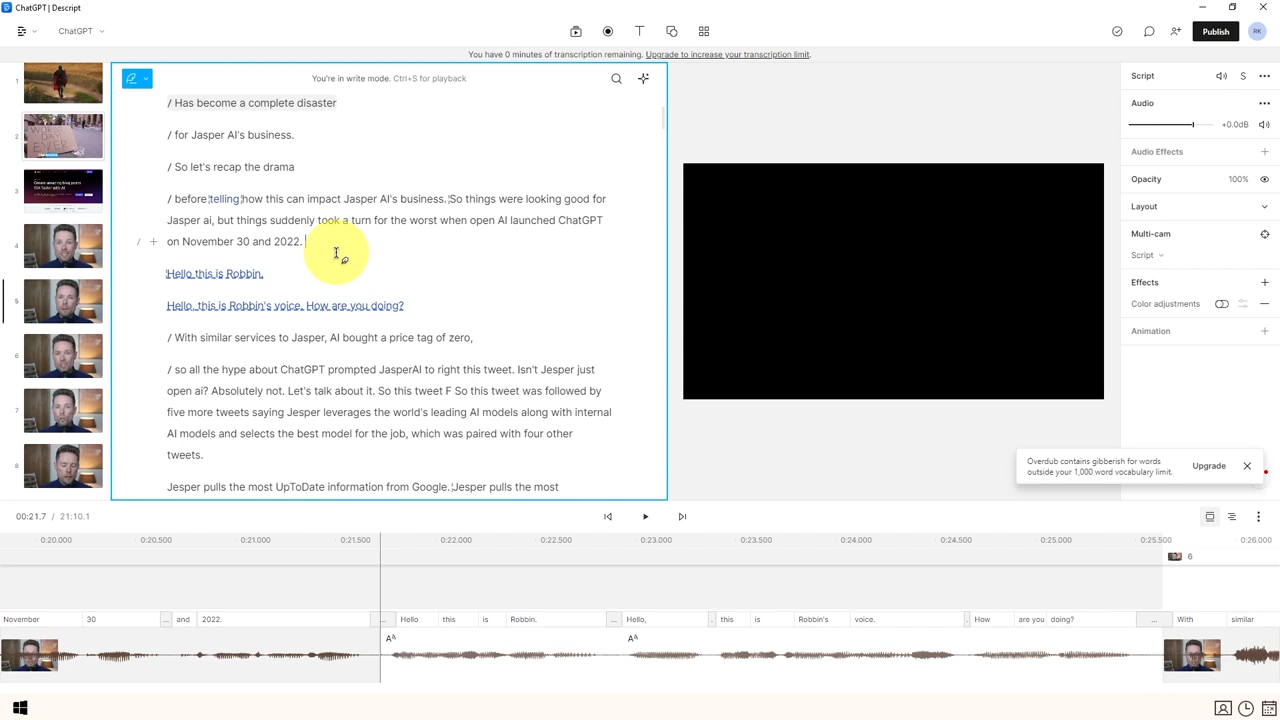 ChatGPT | Descript
ChatGPT
Publish
RK
You have 0 minutes of transcription remaining. Upgrade to increase your transcription limit.
You're in write mode. Ctrl+S for playback
/ Has become a complete disaster
/ for Jasper AI's business.
/ So let's recap the drama
/ before telling how this can impact Jasper AI's business. So things were looking good for
Jasper ai, but things suddenly took a turn for the worst when open AI launched ChatGPT
/ + on November 30 and 2022.
Hello this is Robbin.
Hello, this is Robbin's voice. How are you doing?
/ With similar services to Jasper, AI bought a price tag of zero,
/ so all the hype about ChatGPT prompted JasperAI to right this tweet. Isn't Jesper just
open ai? Absolutely not. Let's talk about it. So this tweet F So this tweet was followed by
five more tweets saying Jesper leverages the world's leading AI models along with internal
AI models and selects the best model for the job, which was paired with four other
tweets.
Jesper pulls the most UpToDate information from Google. Jesper pulls the most
1
2
WORST DAY EVER
3
4
5
6
7
8
Script
S
Audio
+0.0dB
Audio Effects
Opacity
100%
Layout
Multi-cam
Script
Effects
Color adjustments
Animation
Overdub contains gibberish for words
outside your 1,000 word vocabulary limit.
Upgrade
00:21.7 / 21:10.1
0:20.000 0:20.500 0:21.000 0:21.500 0:22.000 0:22.500 0:23.000 0:23.500 0:24.000 0:24.500 0:25.000 0:25.500 0:26.000
6
November 30 ... and 2022. ... Hello this is Robbin. ... Hello, . this is Robbin's voice. . How are you doing? ... With similar